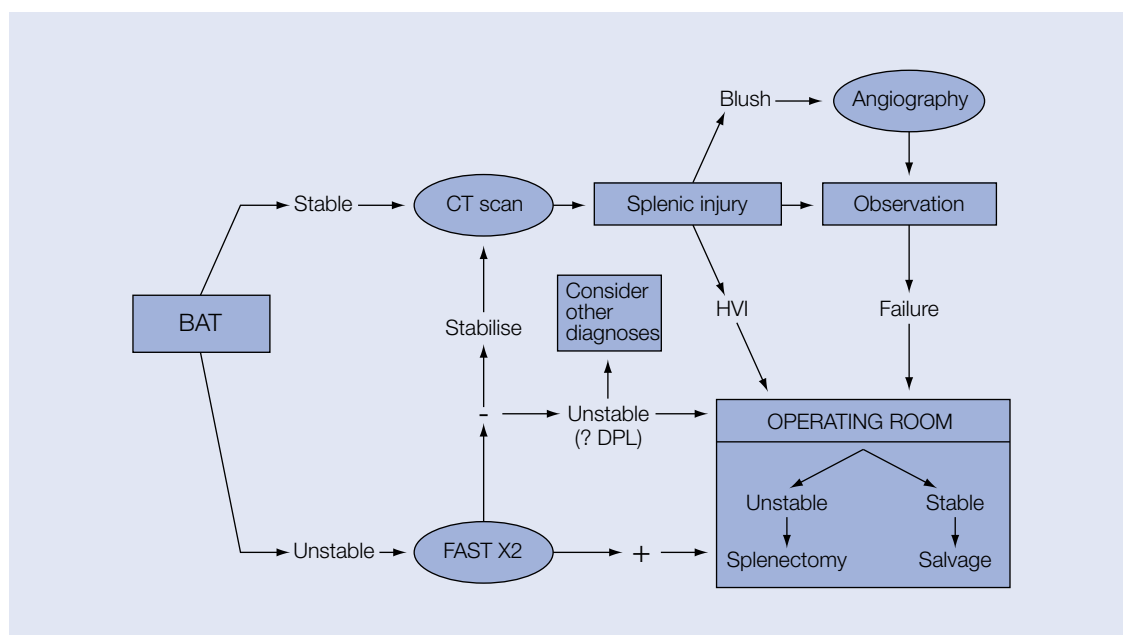 Blush
Angiography
Stable
CT scan
Splenic injury
Observation
BAT
Stabilise
Consider
other
diagnoses
HVI
Failure
-
Unstable
(? DPL)
OPERATING ROOM
Unstable
Stable
Splenectomy
Salvage
Unstable
FAST X2
+